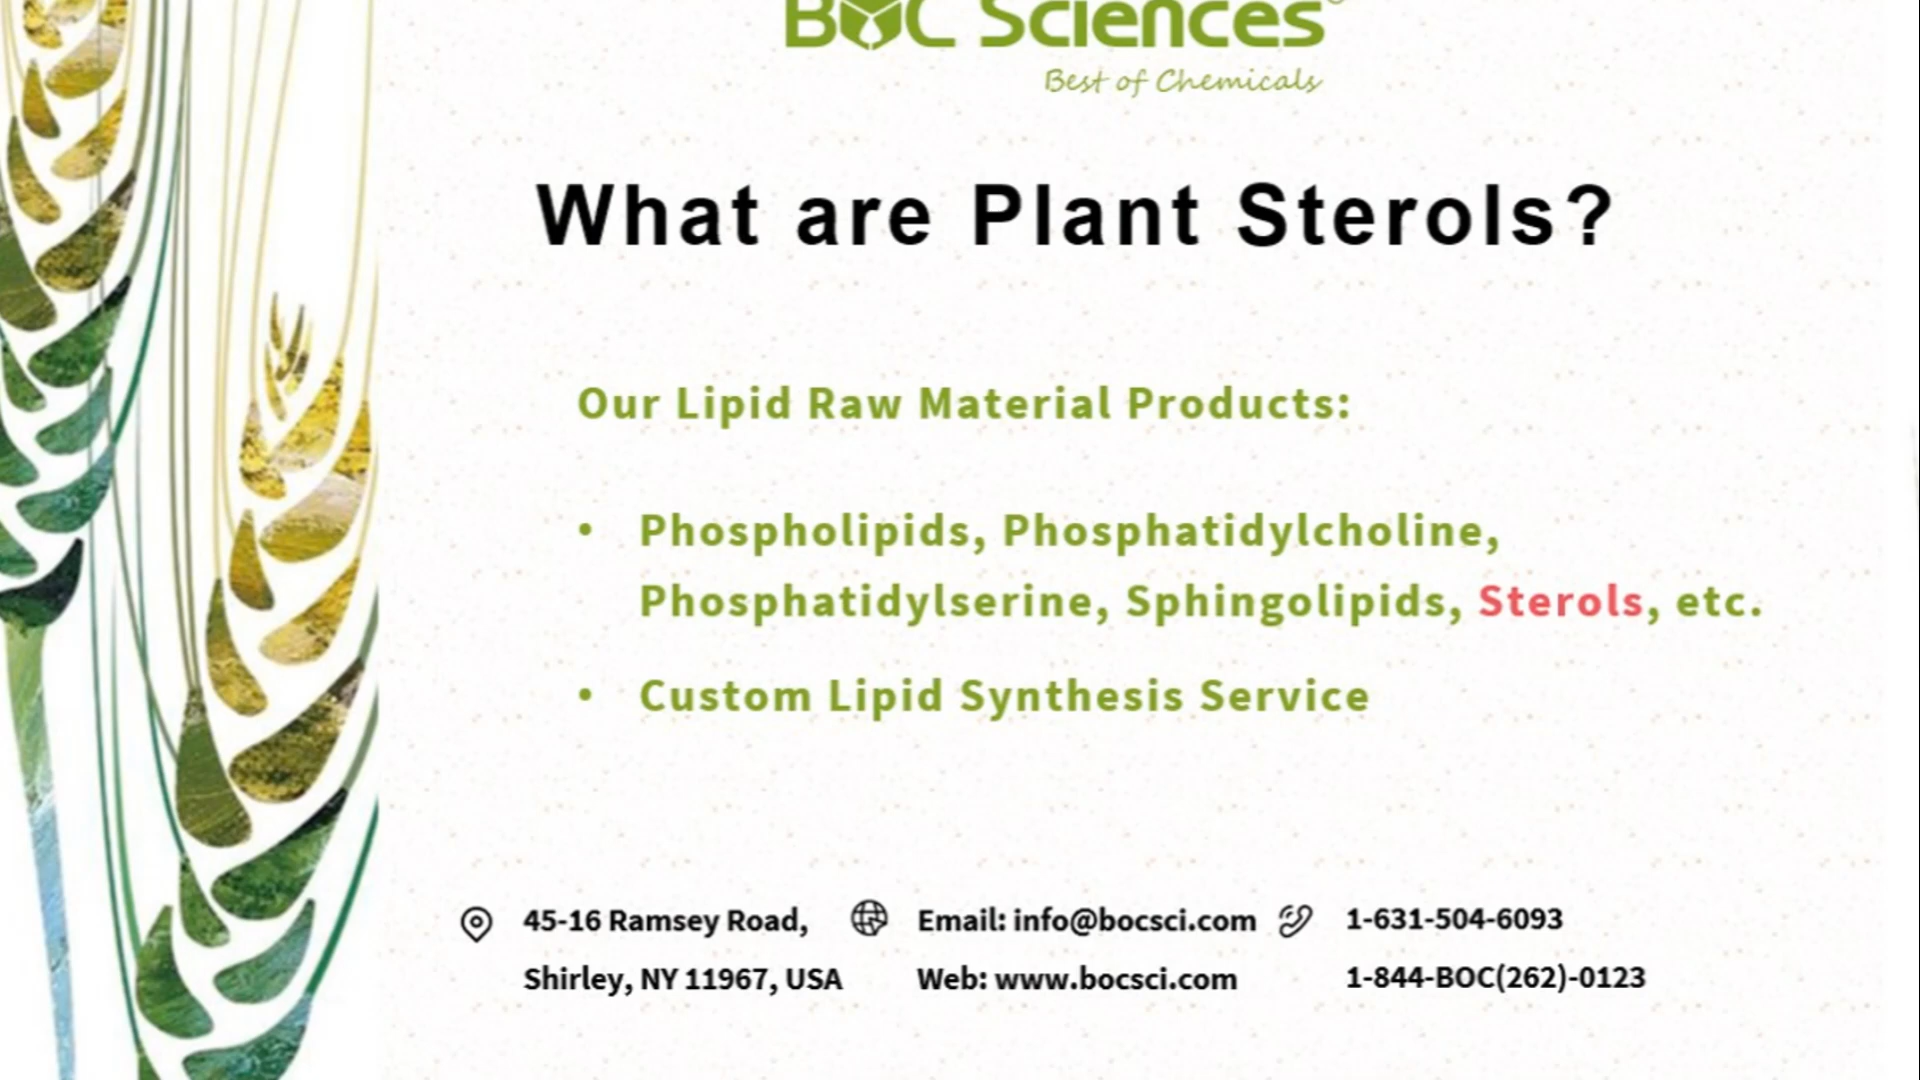 BOC Sciences
Best of Chemicals
What are Plant Sterols?
Our Lipid Raw Material Products:
• Phospholipids, Phosphatidylcholine,
Phosphatidylserine, Sphingolipids, Sterols, etc.
• Custom Lipid Synthesis Service
45-16 Ramsey Road,
Shirley, NY 11967, USA
Email: info@bocsci.com
Web: www.bocsci.com
1-631-504-6093
1-844-BOC(262)-0123